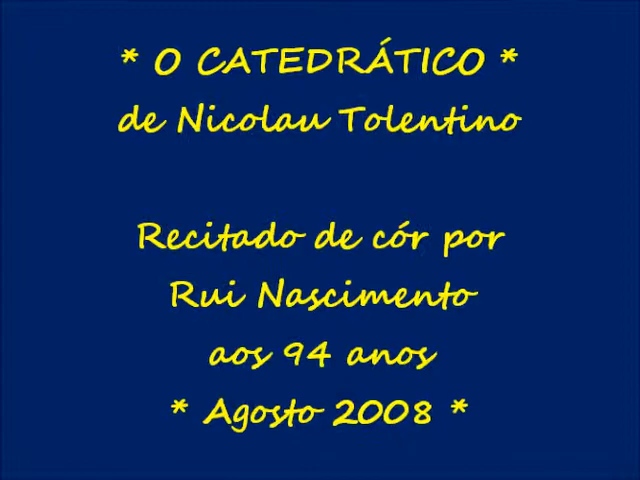 * O CATEDRÁTICO *
de Nicolau Tolentino
Recitado de cór por
Rui Nascimento
aos 94 anos
* Agosto 2008 *